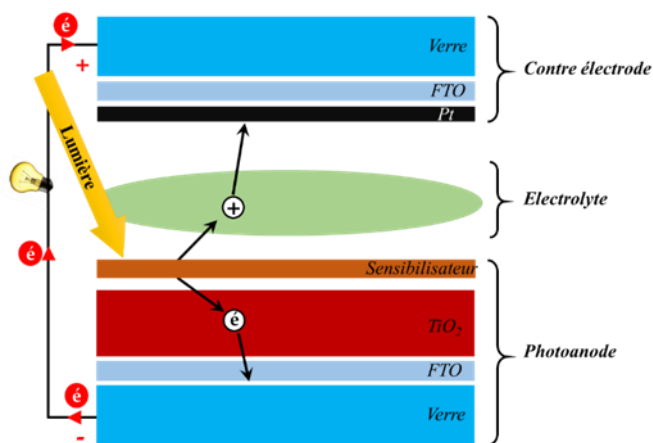 é
+
Verre
FTO
Pt
Contre électrode
Lumière
+
Electrolyte
é
Sensibilisateur
é
TiO2
Photoanode
FTO
é
Verre
-